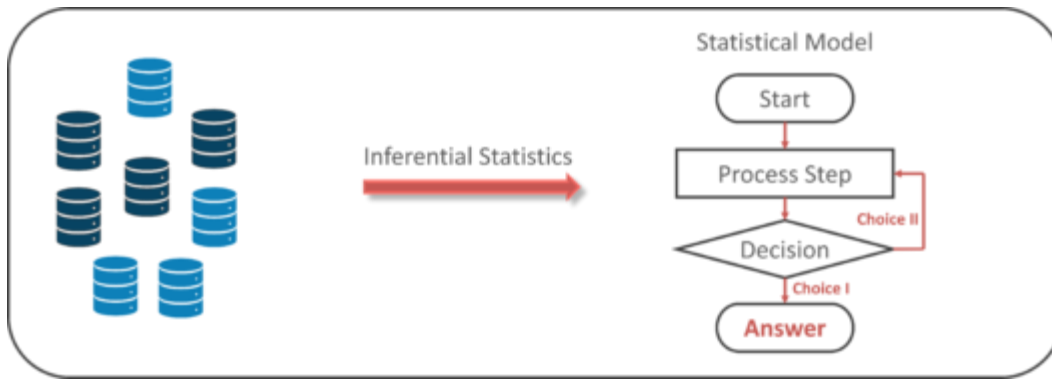 Statistical Model
Start
Inferential Statistics
Process Step
Choice II
Decision
Choice I
Answer